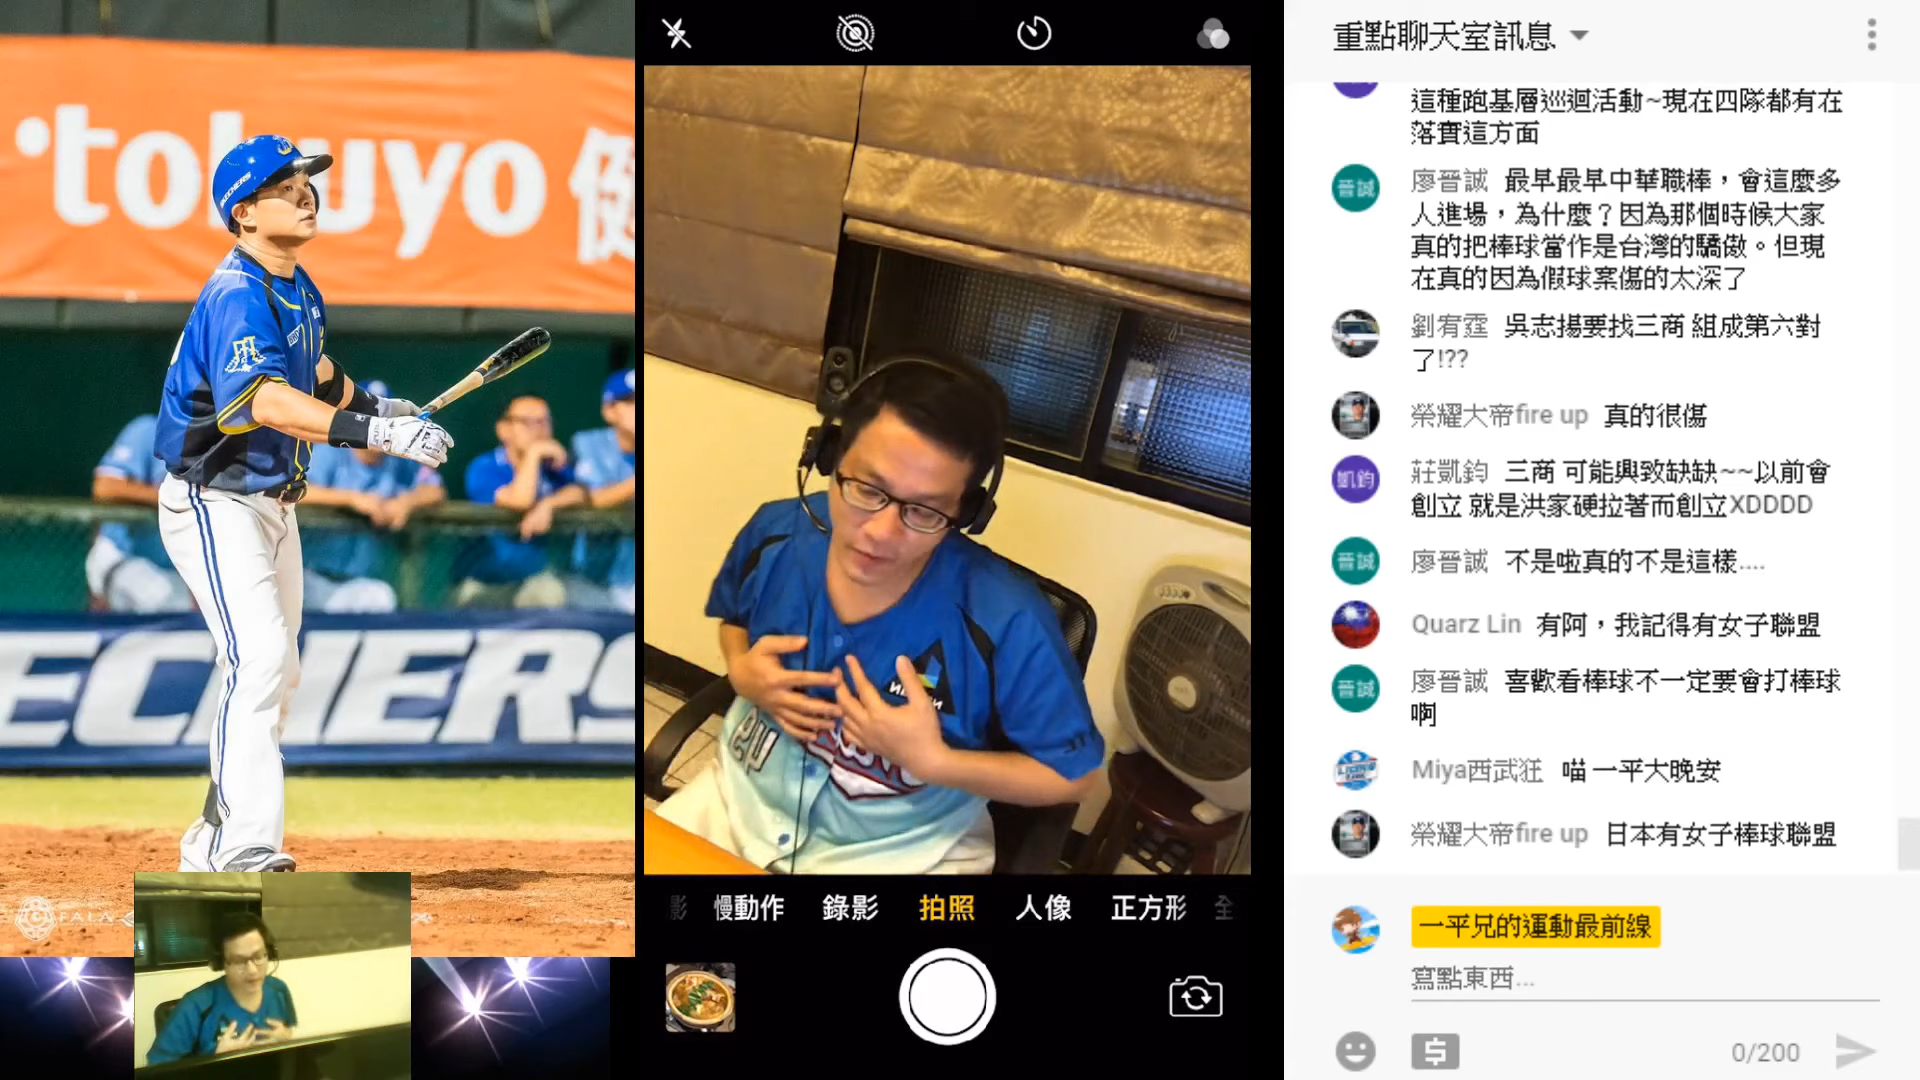 tokuyo 健
SKECHERS
ECHERS
慢動作
錄影
拍照
人像
正方形
全
重點聊天室訊息
這種跑基層巡迴活動~現在四隊都有在
落實這方面
晉誠
廖晉誠 最早最早中華職棒，會這麼多
人進場，為什麼？因為那個時候大家
真的把棒球當作是台灣的驕傲。但現
在真的因為假球案傷的太深了
劉宥霆 吳志揚要找三商 組成第六對
了!??
榮耀大帝fire up 真的很傷
凱鈞
莊凱鈞 三商 可能興致缺缺~~以前會
創立 就是洪家硬拉著而創立XDDDD
晉誠
廖晉誠 不是啦真的不是這樣....
Quarz Lin 有阿，我記得有女子聯盟
晉誠
廖晉誠 喜歡看棒球不一定要會打棒球
啊
Miya西武狂 喵 一平大晚安
榮耀大帝fire up 日本有女子棒球聯盟
一平兄的運動最前線
寫點東西...
0/200